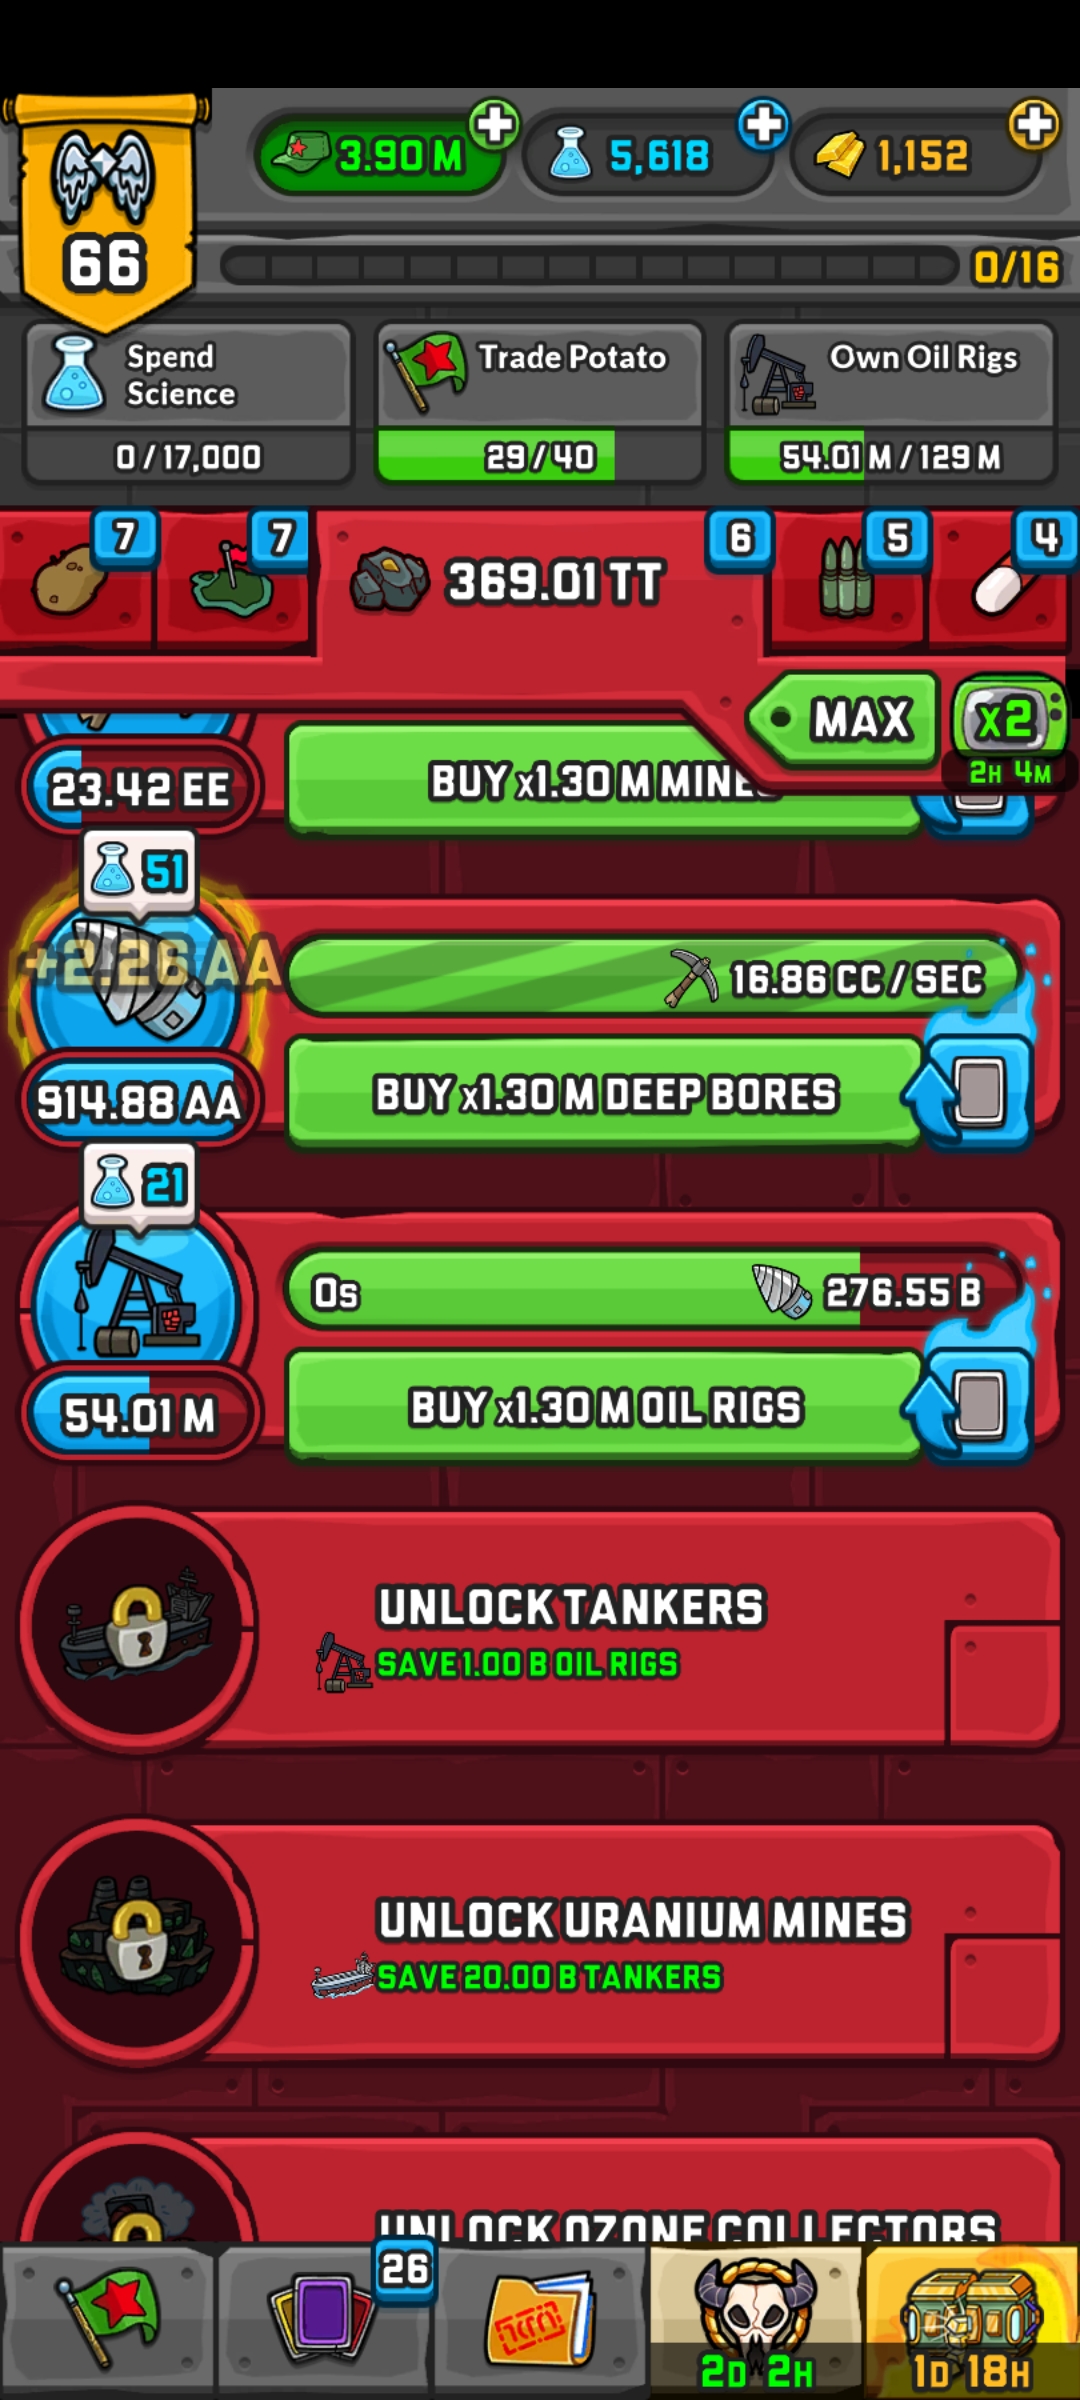 3.90 M
5,618
1,152
66
0/16
Spend
Science
0 / 17,000
Trade Potato
29 / 40
Own Oil Rigs
54.01 M / 129 M
7
7
369.01 TT
6
5
4
MAX
x2
2H 4M
23.42 EE
BUY x1.30 M MINE
51
+2.26 AA
16.86 CC / SEC
914.88 AA
BUY x1.30 M DEEP BORES
21
0s
276.55 B
54.01 M
BUY x1.30 M OIL RIGS
UNLOCK TANKERS
SAVE 1.00 B OIL RIGS
UNLOCK URANIUM MINES
SAVE 20.00 B TANKERS
UNLOCK OZONE COLLECTORS
26
2D 2H
1D 18H